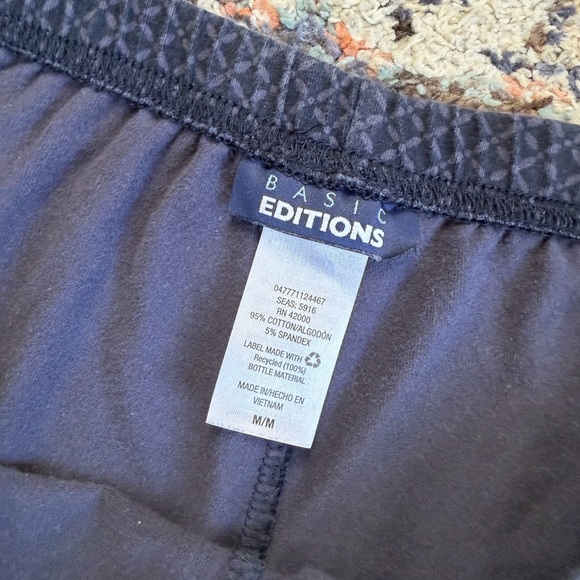 BASIC
EDITIONS
047771124467
SEAS: 5916
RN 42000
95% COTTON/ALGODÓN
5% SPANDEX
LABEL MADE WITH
Recycled (100%)
BOTTLE MATERIAL
MADE IN/HECHO EN
VIETNAM
M/M